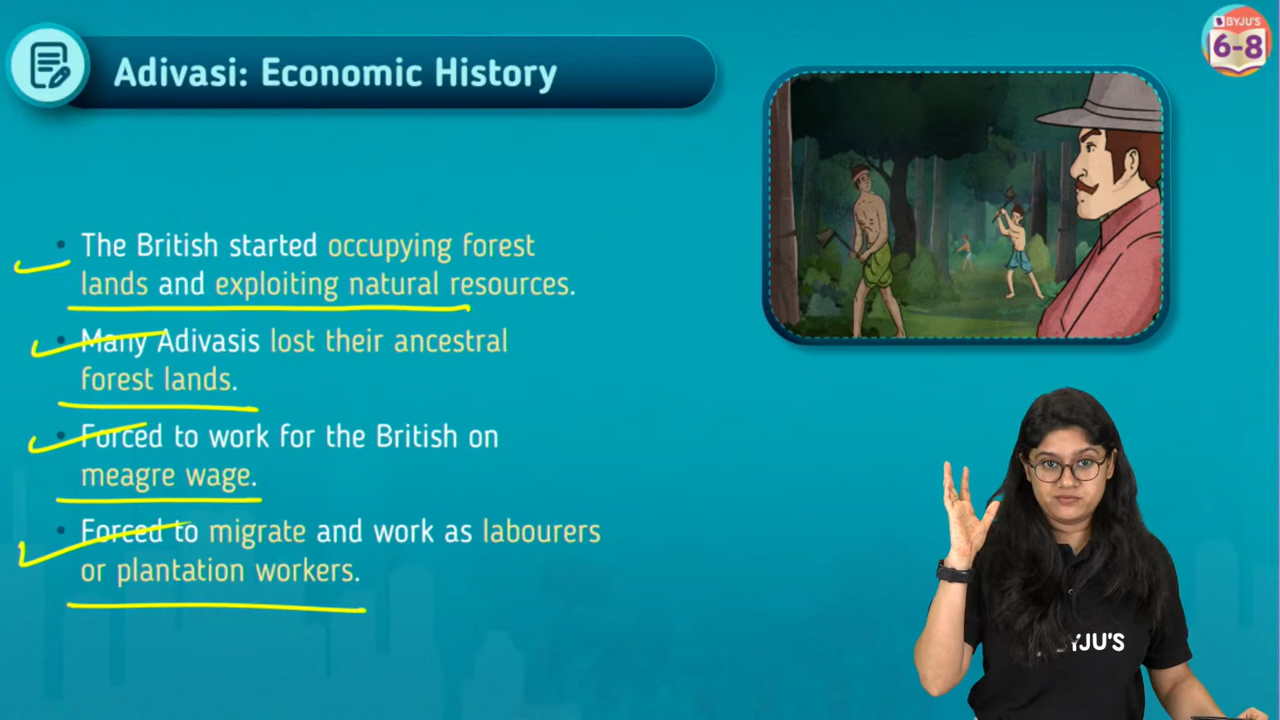 BYJU'S
6-8
Adivasi: Economic History
• The British started occupying forest
lands and exploiting natural resources.
• Many Adivasis lost their ancestral
forest lands.
• Forced to work for the British on
meagre wage.
• Forced to migrate and work as labourers
or plantation workers.
YJU'S